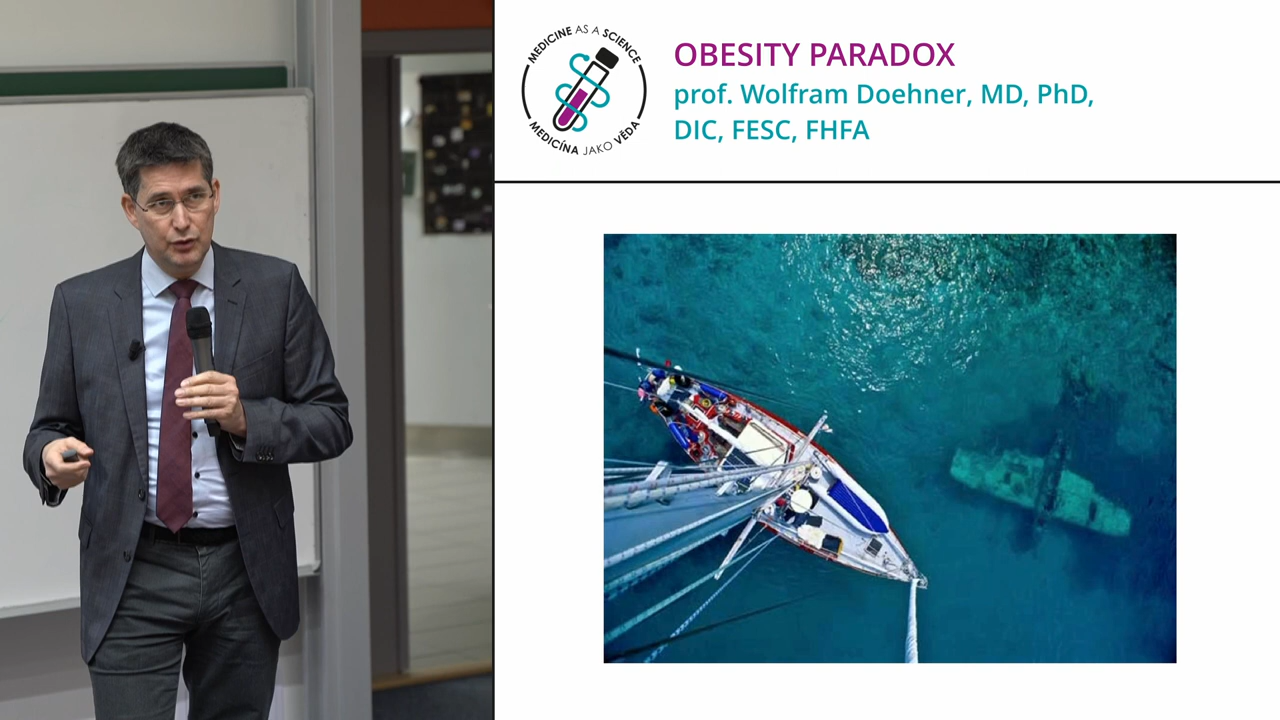 MEDICINE AS A SCIENCE
MEDICÍNA JAKO VĚDA
OBESITY PARADOX
prof. Wolfram Doehner, MD, PhD,
DIC, FESC, FHFA